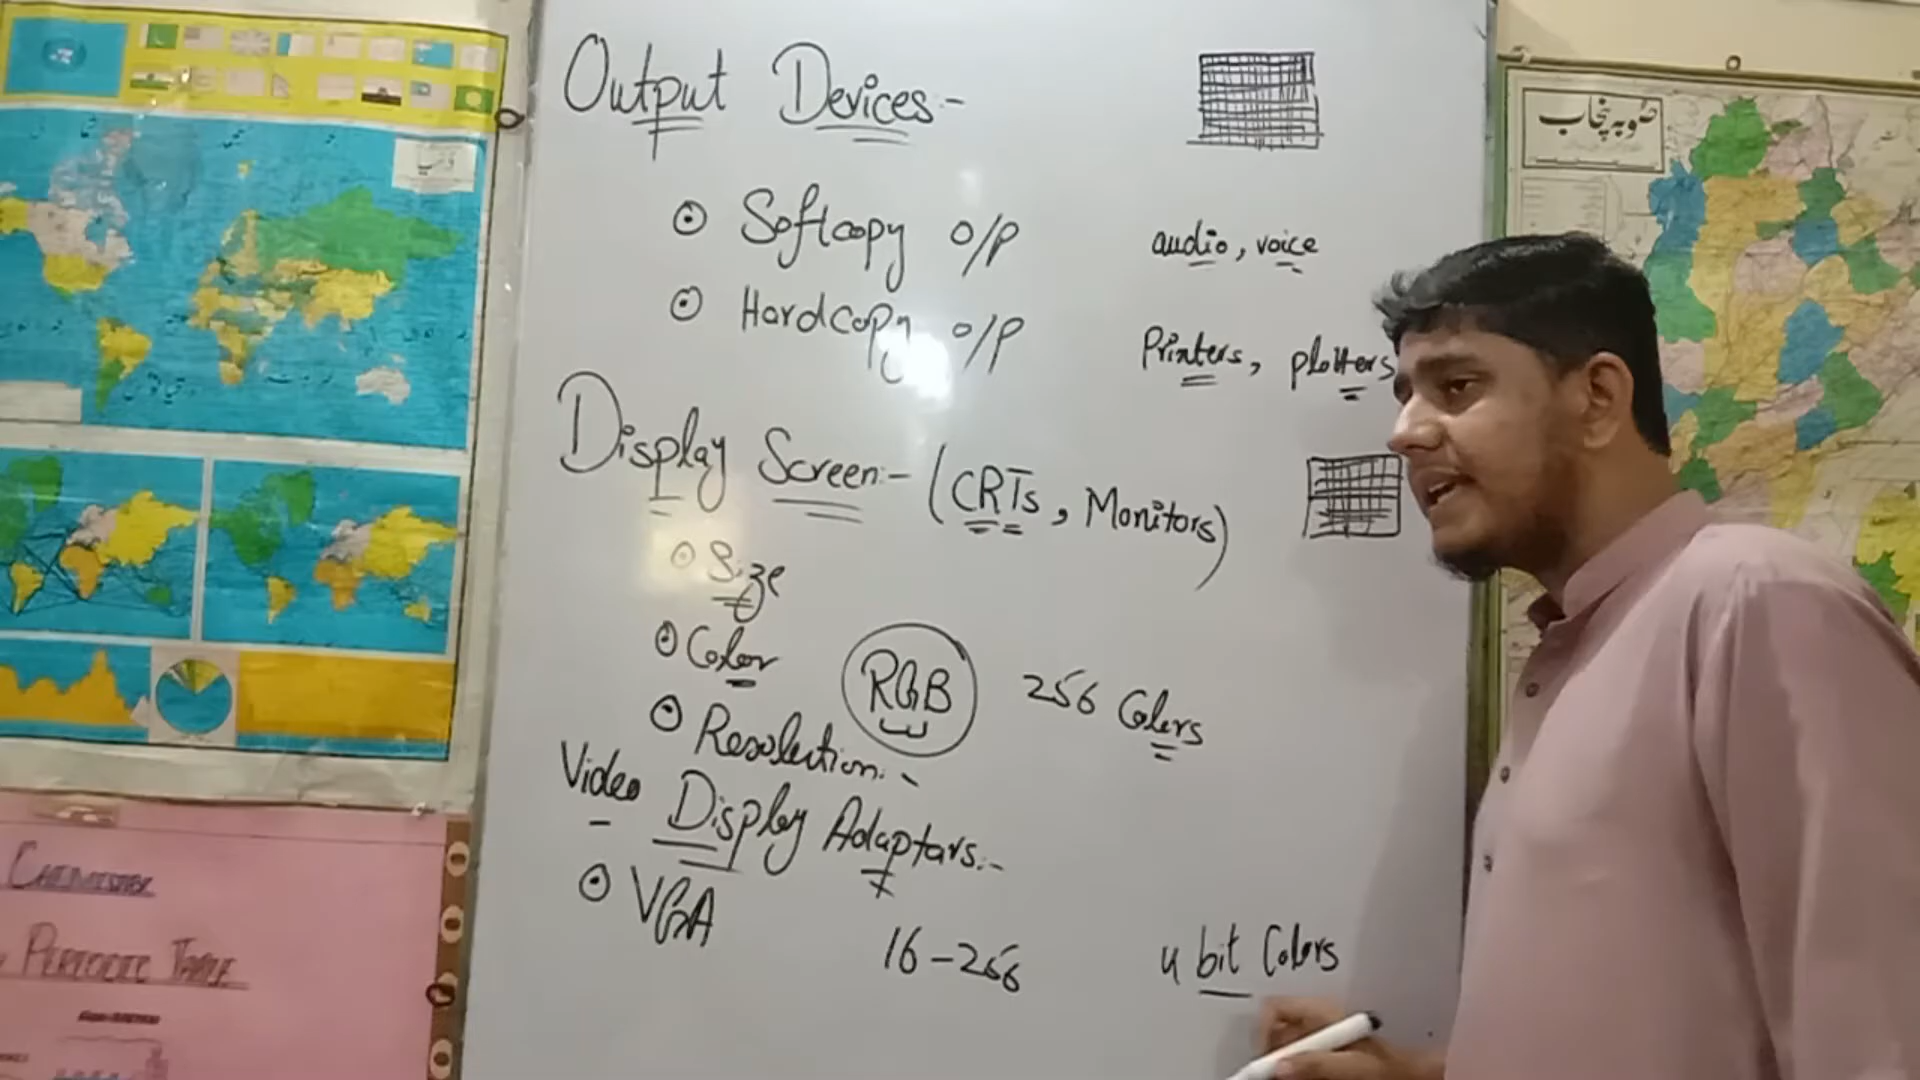 Output Devices:-
⊙ Softcopy O/P audio, voice
⊙ Hardcopy O/P Printers, plotters
Display Screen:- (CRTs, Monitors)
⊙ Size
⊙ Color RGB 256 Colors
⊙ Resolution:-
Video Display Adaptars:-
⊙ VGA 16-256 4 bit Colors
صوبہ پنجاب
CHEMISTRY
PERIODIC TABLE